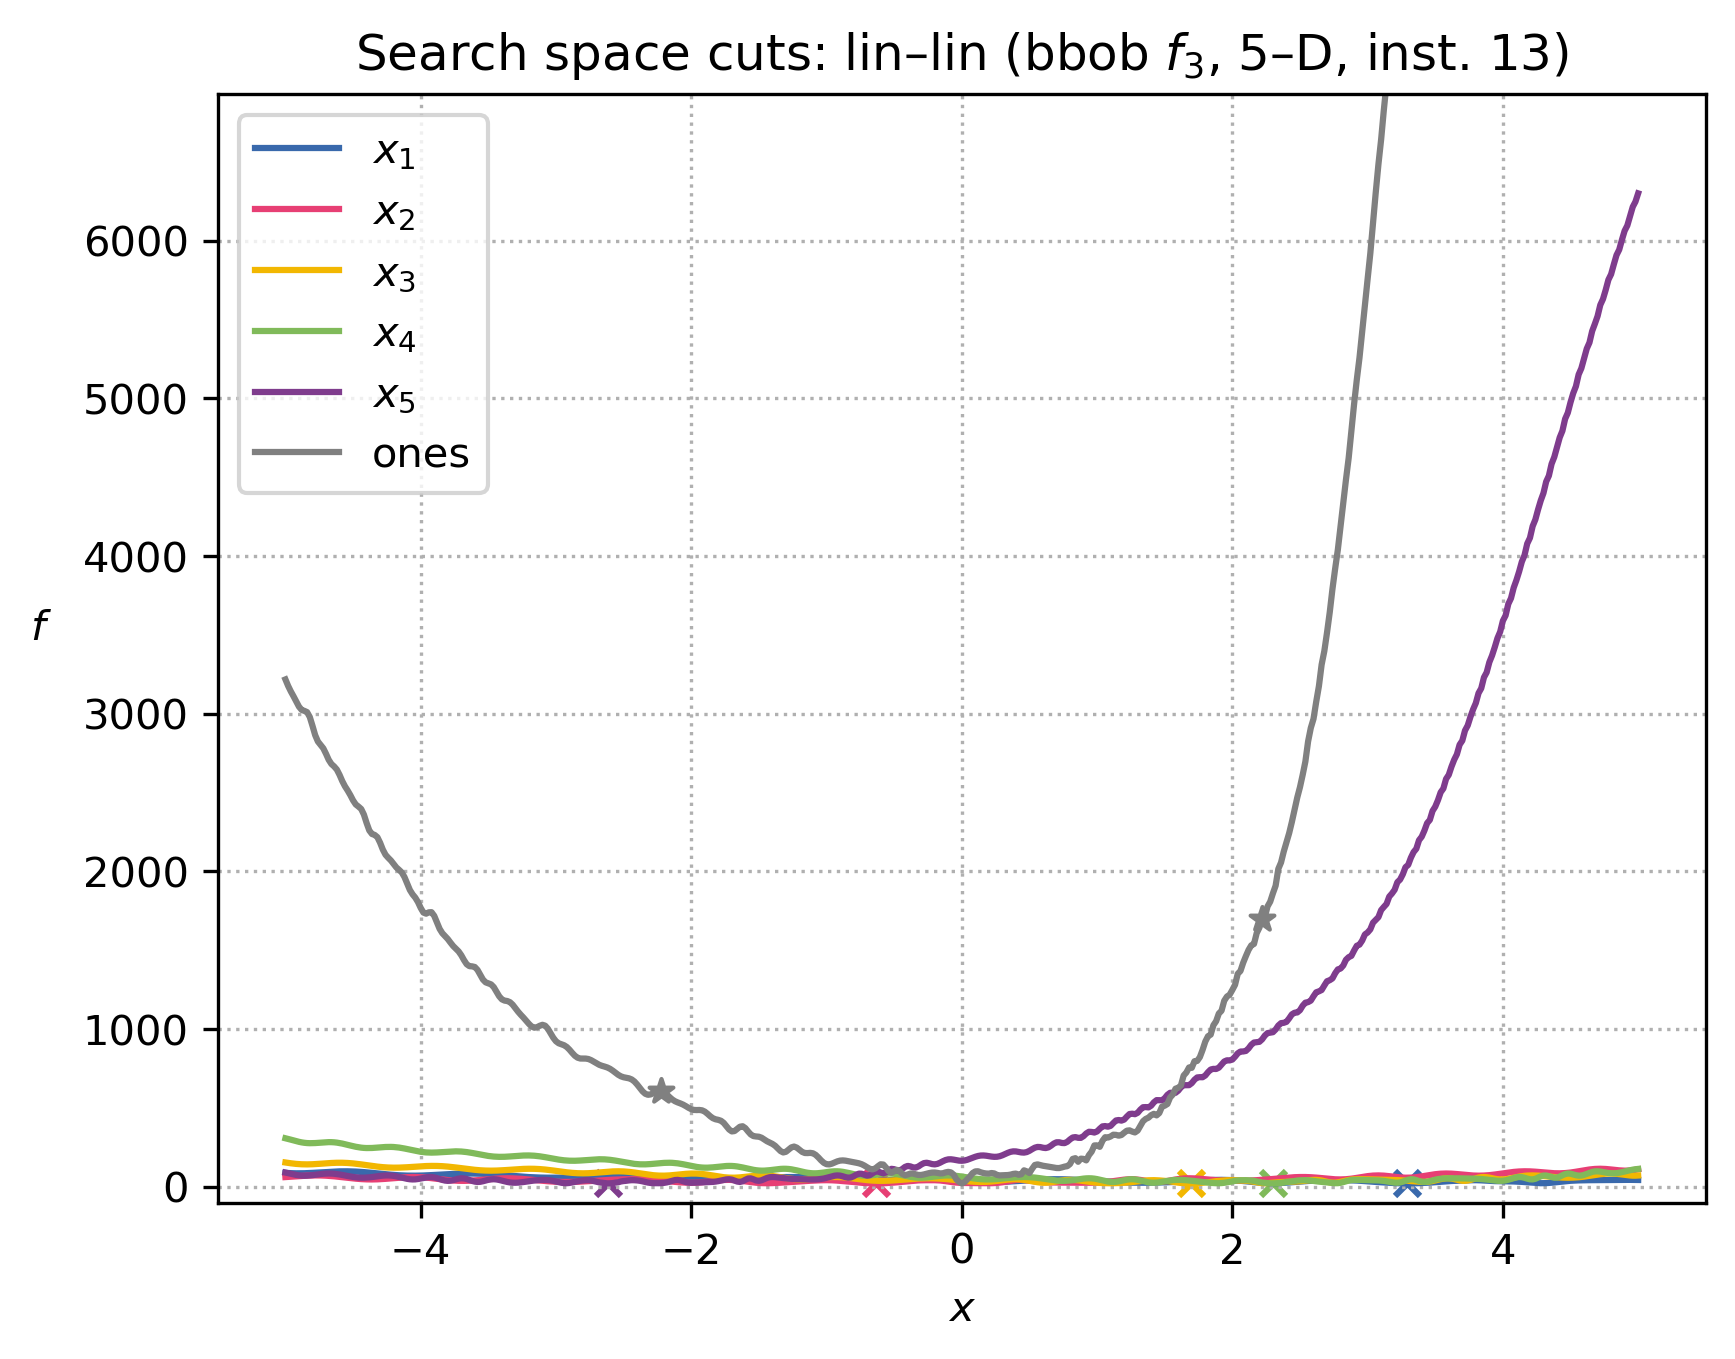 Search space cuts: lin–lin (bbob f₃, 5–D, inst. 13)
x₁
x₂
x₃
x₄
x₅
ones
6000
5000
4000
3000
2000
1000
0
f
−4 −2 0 2 4
x